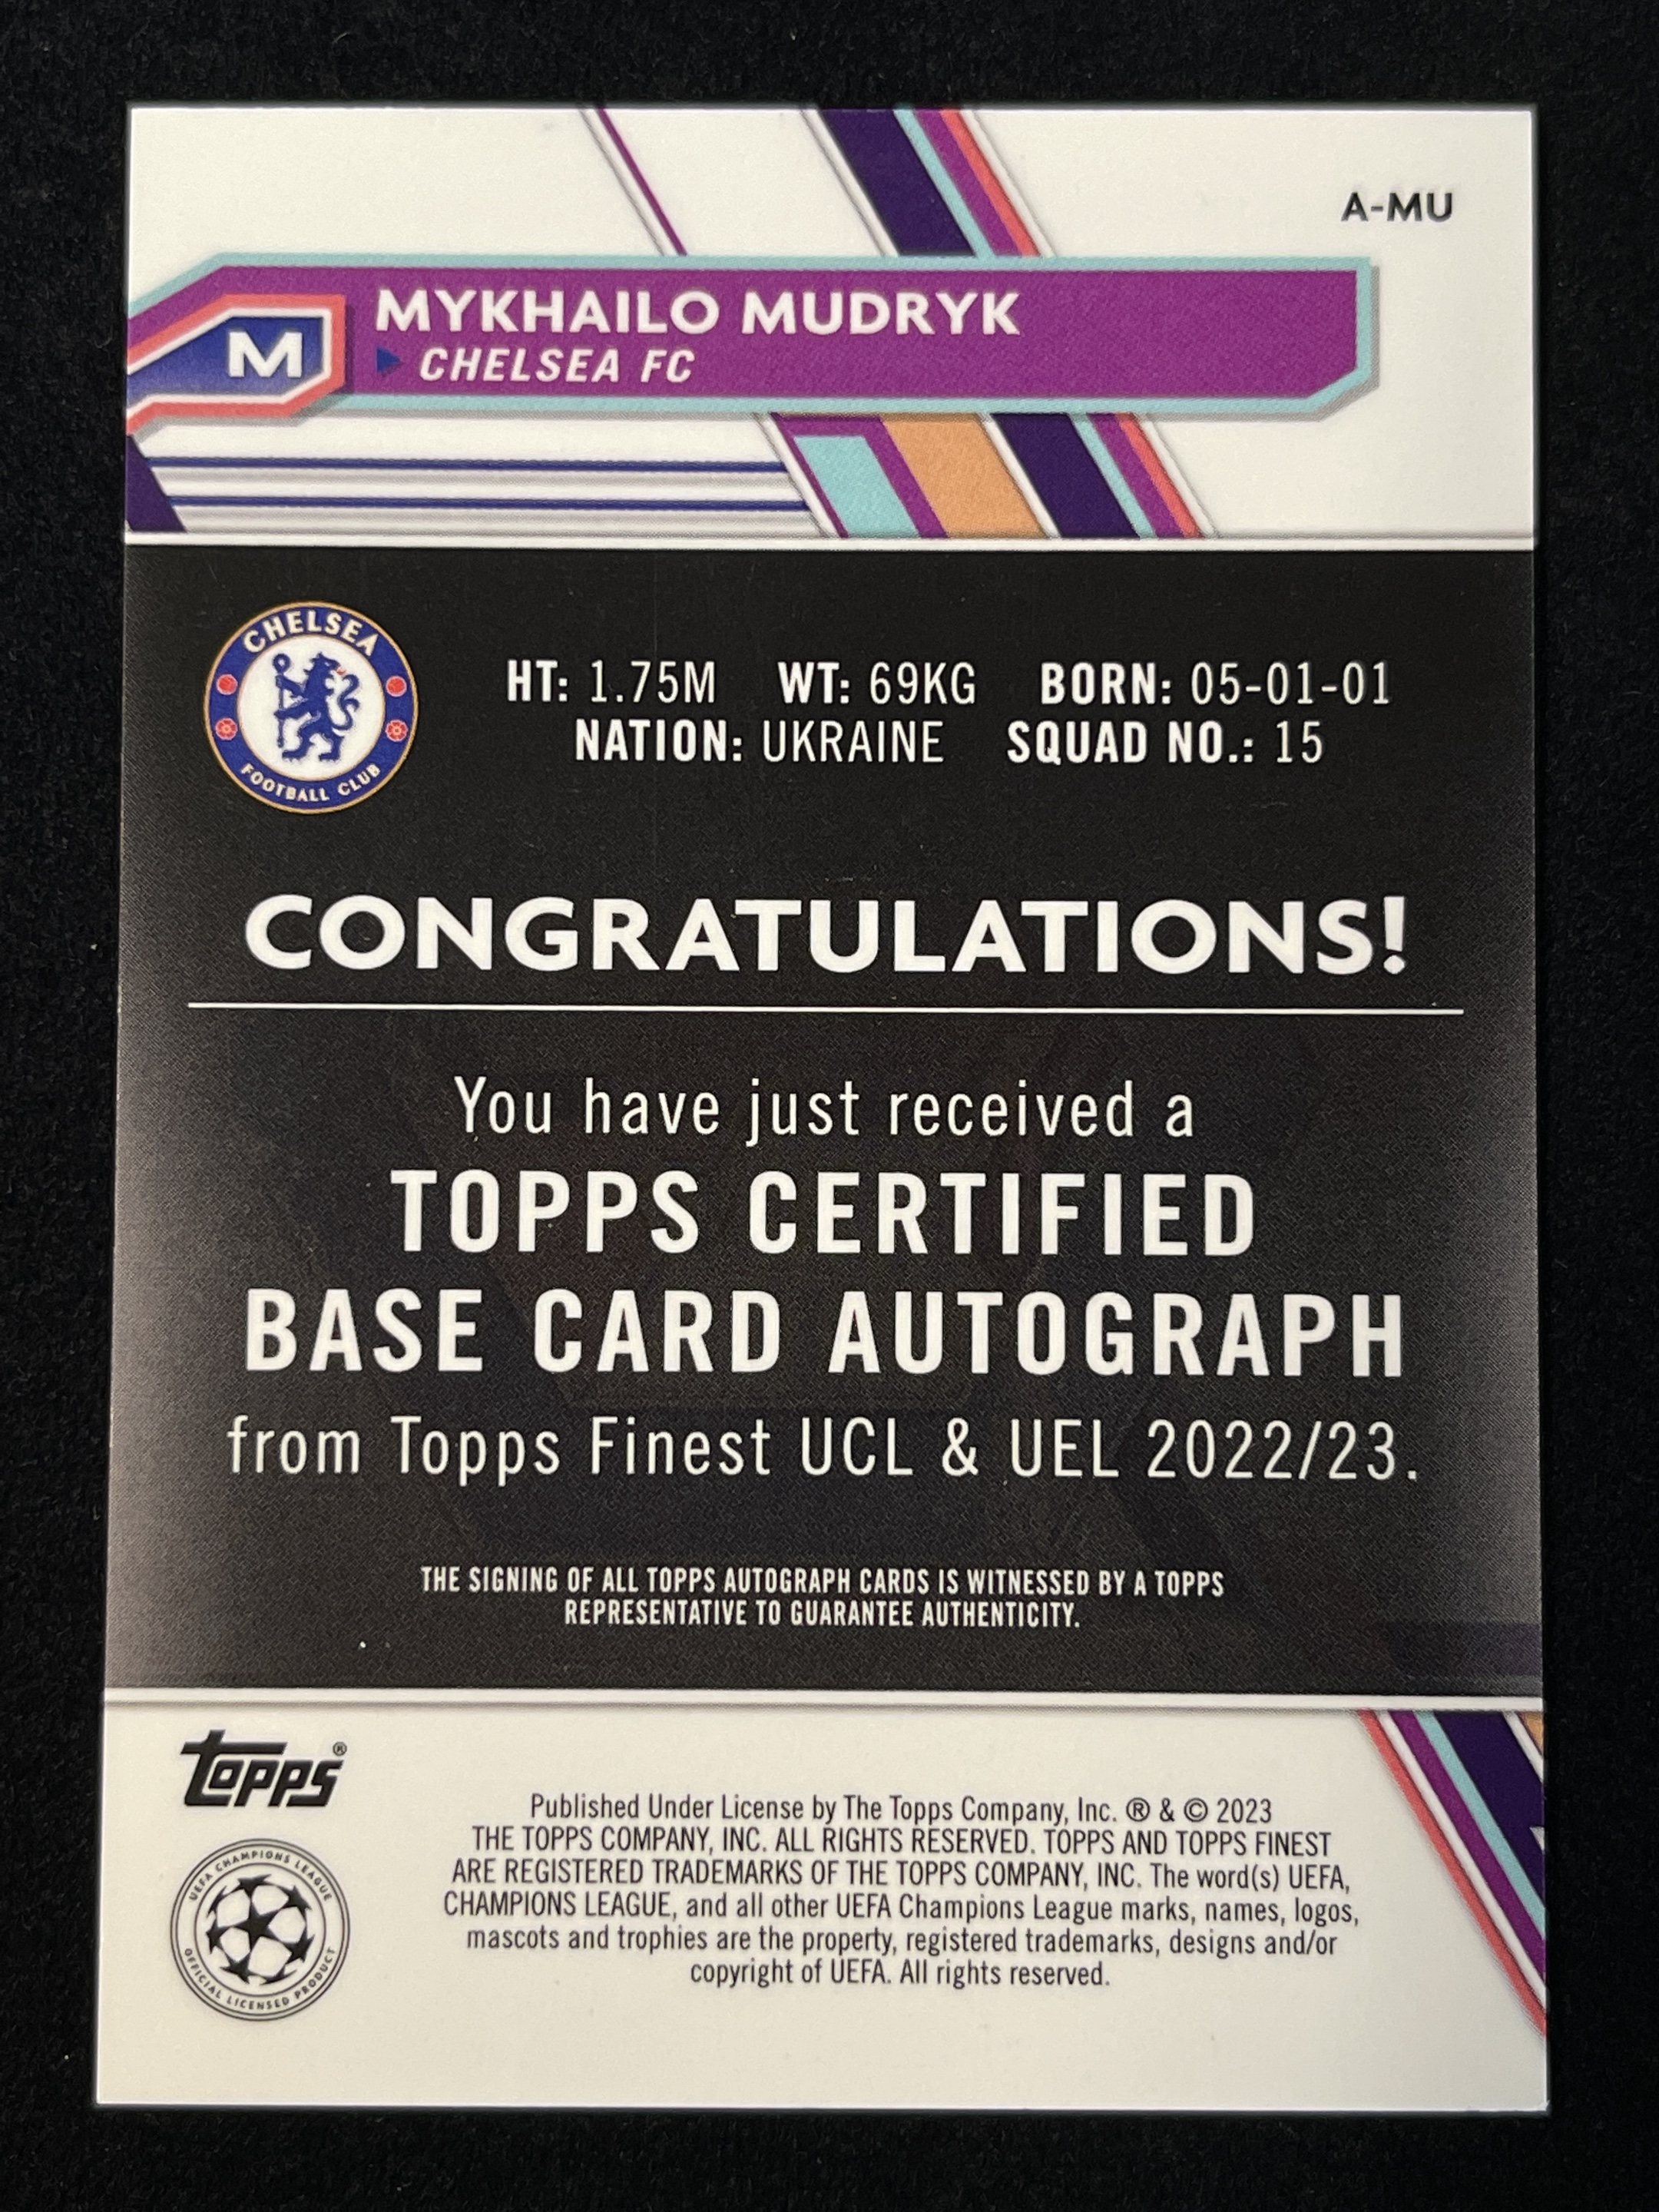 A-MU
MYKHAILO MUDRYK
M
CHELSEA FC
CHELSEA
FOOTBALL CLUB
HT: 1.75M WT: 69KG BORN: 05-01-01
NATION: UKRAINE SQUAD NO.: 15
CONGRATULATIONS!
You have just received a
TOPPS CERTIFIED
BASE CARD AUTOGRAPH
from Topps Finest UCL & UEL 2022/23.
THE SIGNING OF ALL TOPPS AUTOGRAPH CARDS IS WITNESSED BY A TOPPS
REPRESENTATIVE TO GUARANTEE AUTHENTICITY.
Topps®
UEFA CHAMPIONS LEAGUE
OFFICIAL LICENSED PRODUCT
Published Under License by The Topps Company, Inc. ® & © 2023
THE TOPPS COMPANY, INC. ALL RIGHTS RESERVED. TOPPS AND TOPPS FINEST
ARE REGISTERED TRADEMARKS OF THE TOPPS COMPANY, INC. The word(s) UEFA,
CHAMPIONS LEAGUE, and all other UEFA Champions League marks, names, logos,
mascots and trophies are the property, registered trademarks, designs and/or
copyright of UEFA. All rights reserved.